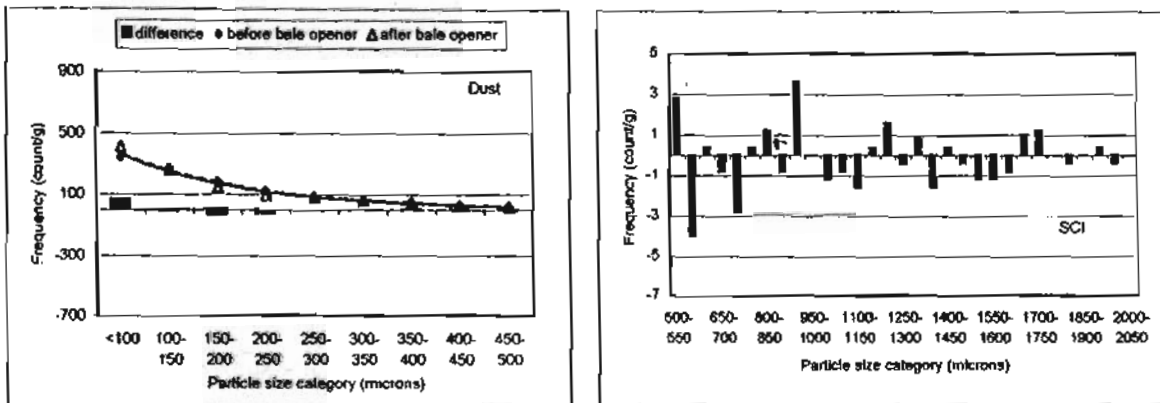 difference before bale opener after bale opener
Dust
900
500
100
-300
-700
Frequency (count/g)
<100 100-150 150-200 200-250 250-300 300-350 350-400 400-450 450-500
Particle size category (microns)
5
3
1
-1
-3
-5
-7
Frequency (count/g)
SCI
500-550 650-700 800-850 950-1000 1100-1150 1250-1300 1400-1450 1550-1600 1700-1750 1850-1900 2000-2050
Particle size category (microns)